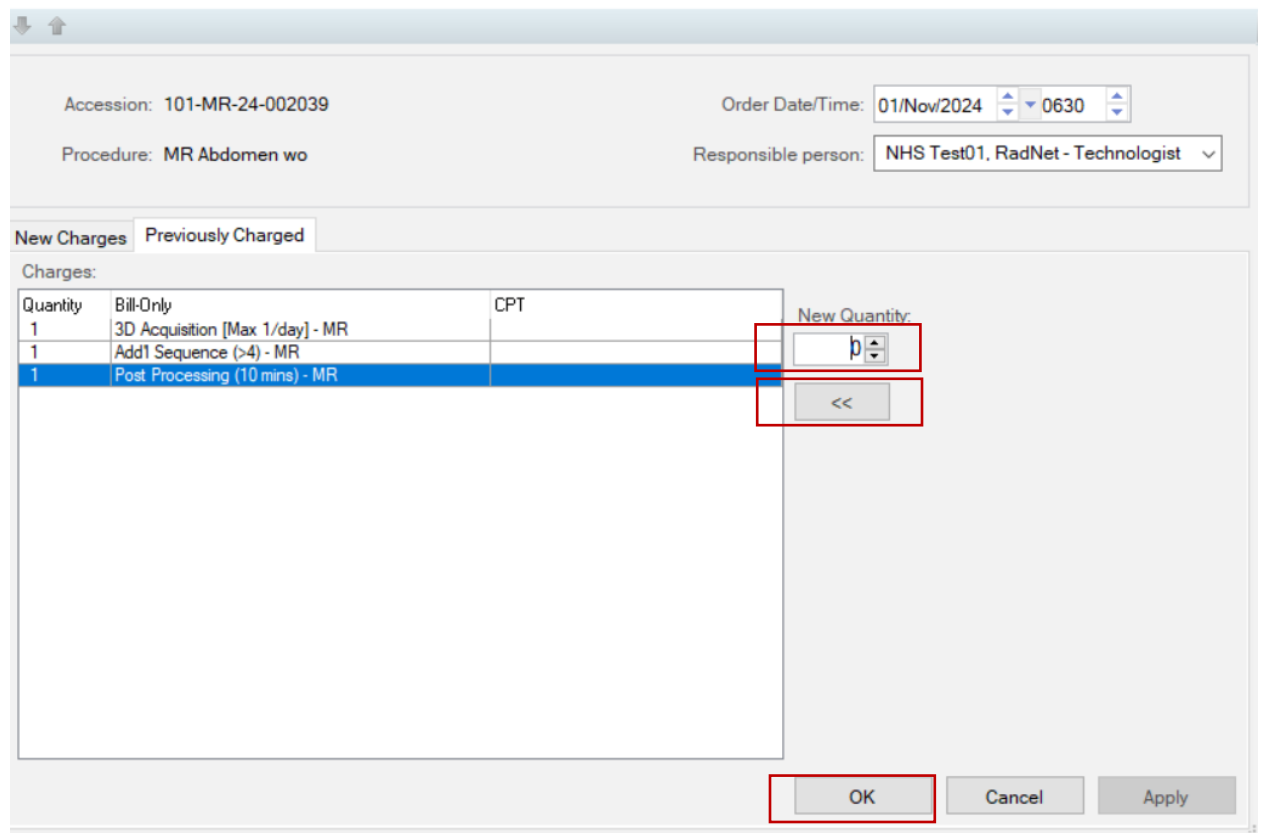 Accession: 101-MR-24-002039 Order Date/Time: 01/Nov/2024 0630
Procedure: MR Abdomen wo Responsible person: NHS Test01, RadNet - Technologist
New Charges Previously Charged
Charges:
Quantity Bill-Only CPT New Quantity:
1 3D Acquisition [Max 1/day] - MR
1 Add'l Sequence (>4) - MR 0
1 Post Processing (10 mins) - MR
<<
OK Cancel Apply